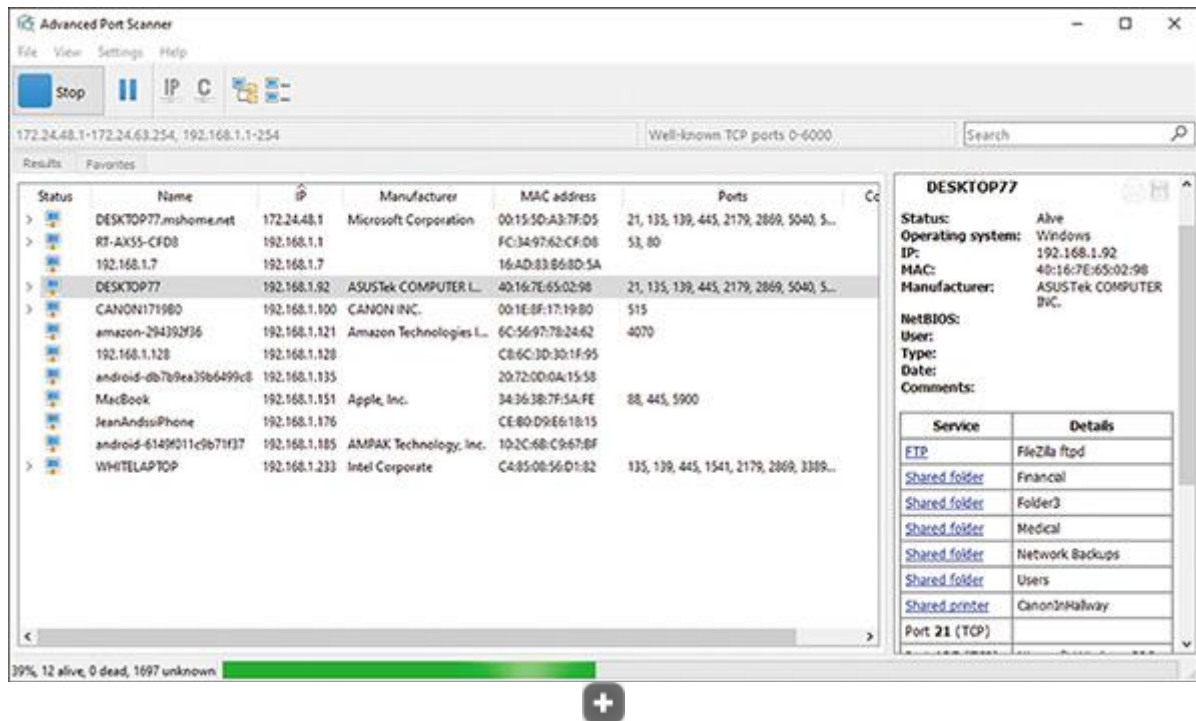 Advanced Port Scanner
File View Settings Help
Stop IP C
172.24.48.1-172.24.63.254, 192.168.1.1-254 Well-known TCP ports 0-6000 Search
Results Favorites
Status Name IP Manufacturer MAC address Ports Co
DESKTOP77.mshome.net 172.24.48.1 Microsoft Corporation 00:15:5D:A3:7F:D5 21, 135, 139, 445, 2179, 2869, 5040, 5...
RT-AX55-CFD8 192.168.1.1 FC:34:97:62:CF:D8 53, 80
192.168.1.7 192.168.1.7 16:AD:83:B6:8D:5A
DESKTOP77 192.168.1.92 ASUSTek COMPUTER I... 40:16:7E:65:02:98 21, 135, 139, 445, 2179, 2869, 5040, 5...
CANON1719B0 192.168.1.100 CANON INC. 00:1E:8F:17:19:B0 515
amazon-294392f36 192.168.1.121 Amazon Technologies I... 6C:56:97:78:24:62 4070
192.168.1.128 192.168.1.128 C8:6C:3D:30:1F:95
android-db7b9ea39b6499c8 192.168.1.135 20:72:0D:0A:15:58
MacBook 192.168.1.151 Apple, Inc. 34:36:3B:7F:5A:FE 88, 445, 5900
JeanAndssiPhone 192.168.1.176 CE:B0:D9:E6:18:15
android-6149f011c9b71f37 192.168.1.185 AMPAK Technology, Inc. 10:2C:6B:C9:67:BF
WHITELAPTOP 192.168.1.233 Intel Corporate C4:85:08:56:D1:82 135, 139, 445, 1541, 2179, 2869, 3389...
DESKTOP77
Status: Alive
Operating system: Windows
IP: 192.168.1.92
MAC: 40:16:7E:65:02:98
Manufacturer: ASUSTek COMPUTER
INC.
NetBIOS:
User:
Type:
Date:
Comments:
Service Details
FTP FileZilla ftpd
Shared folder Financial
Shared folder Folder3
Shared folder Medical
Shared folder Network Backups
Shared folder Users
Shared printer CanonInHallway
Port 21 (TCP)
39%, 12 alive, 0 dead, 1697 unknown